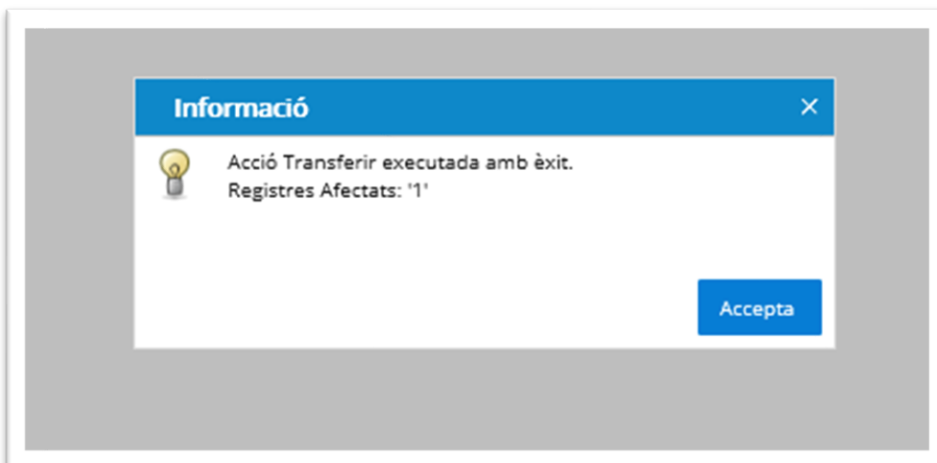 Informació
Acció Transferir executada amb èxit.
Registres Afectats: '1'
Accepta